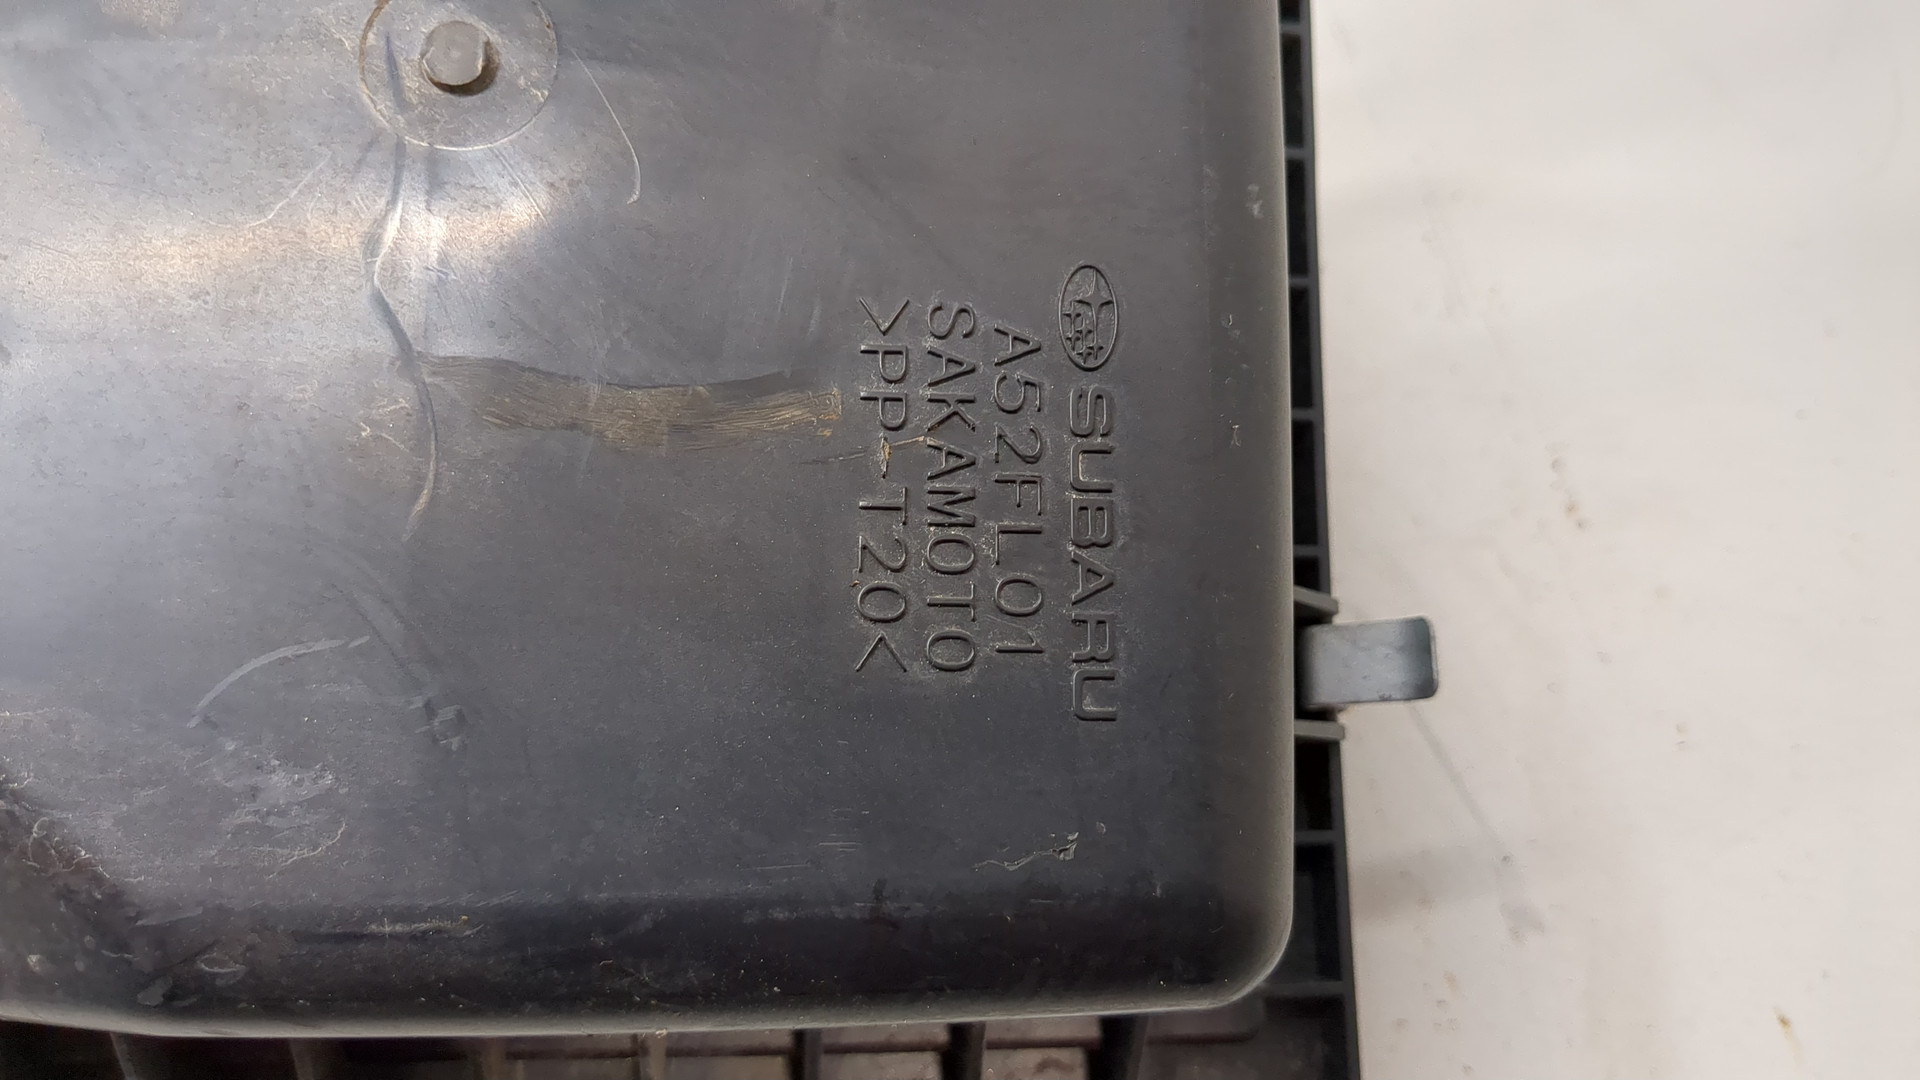 SUBARU
A52FL01
SAKAMOTO
>PP-T20<